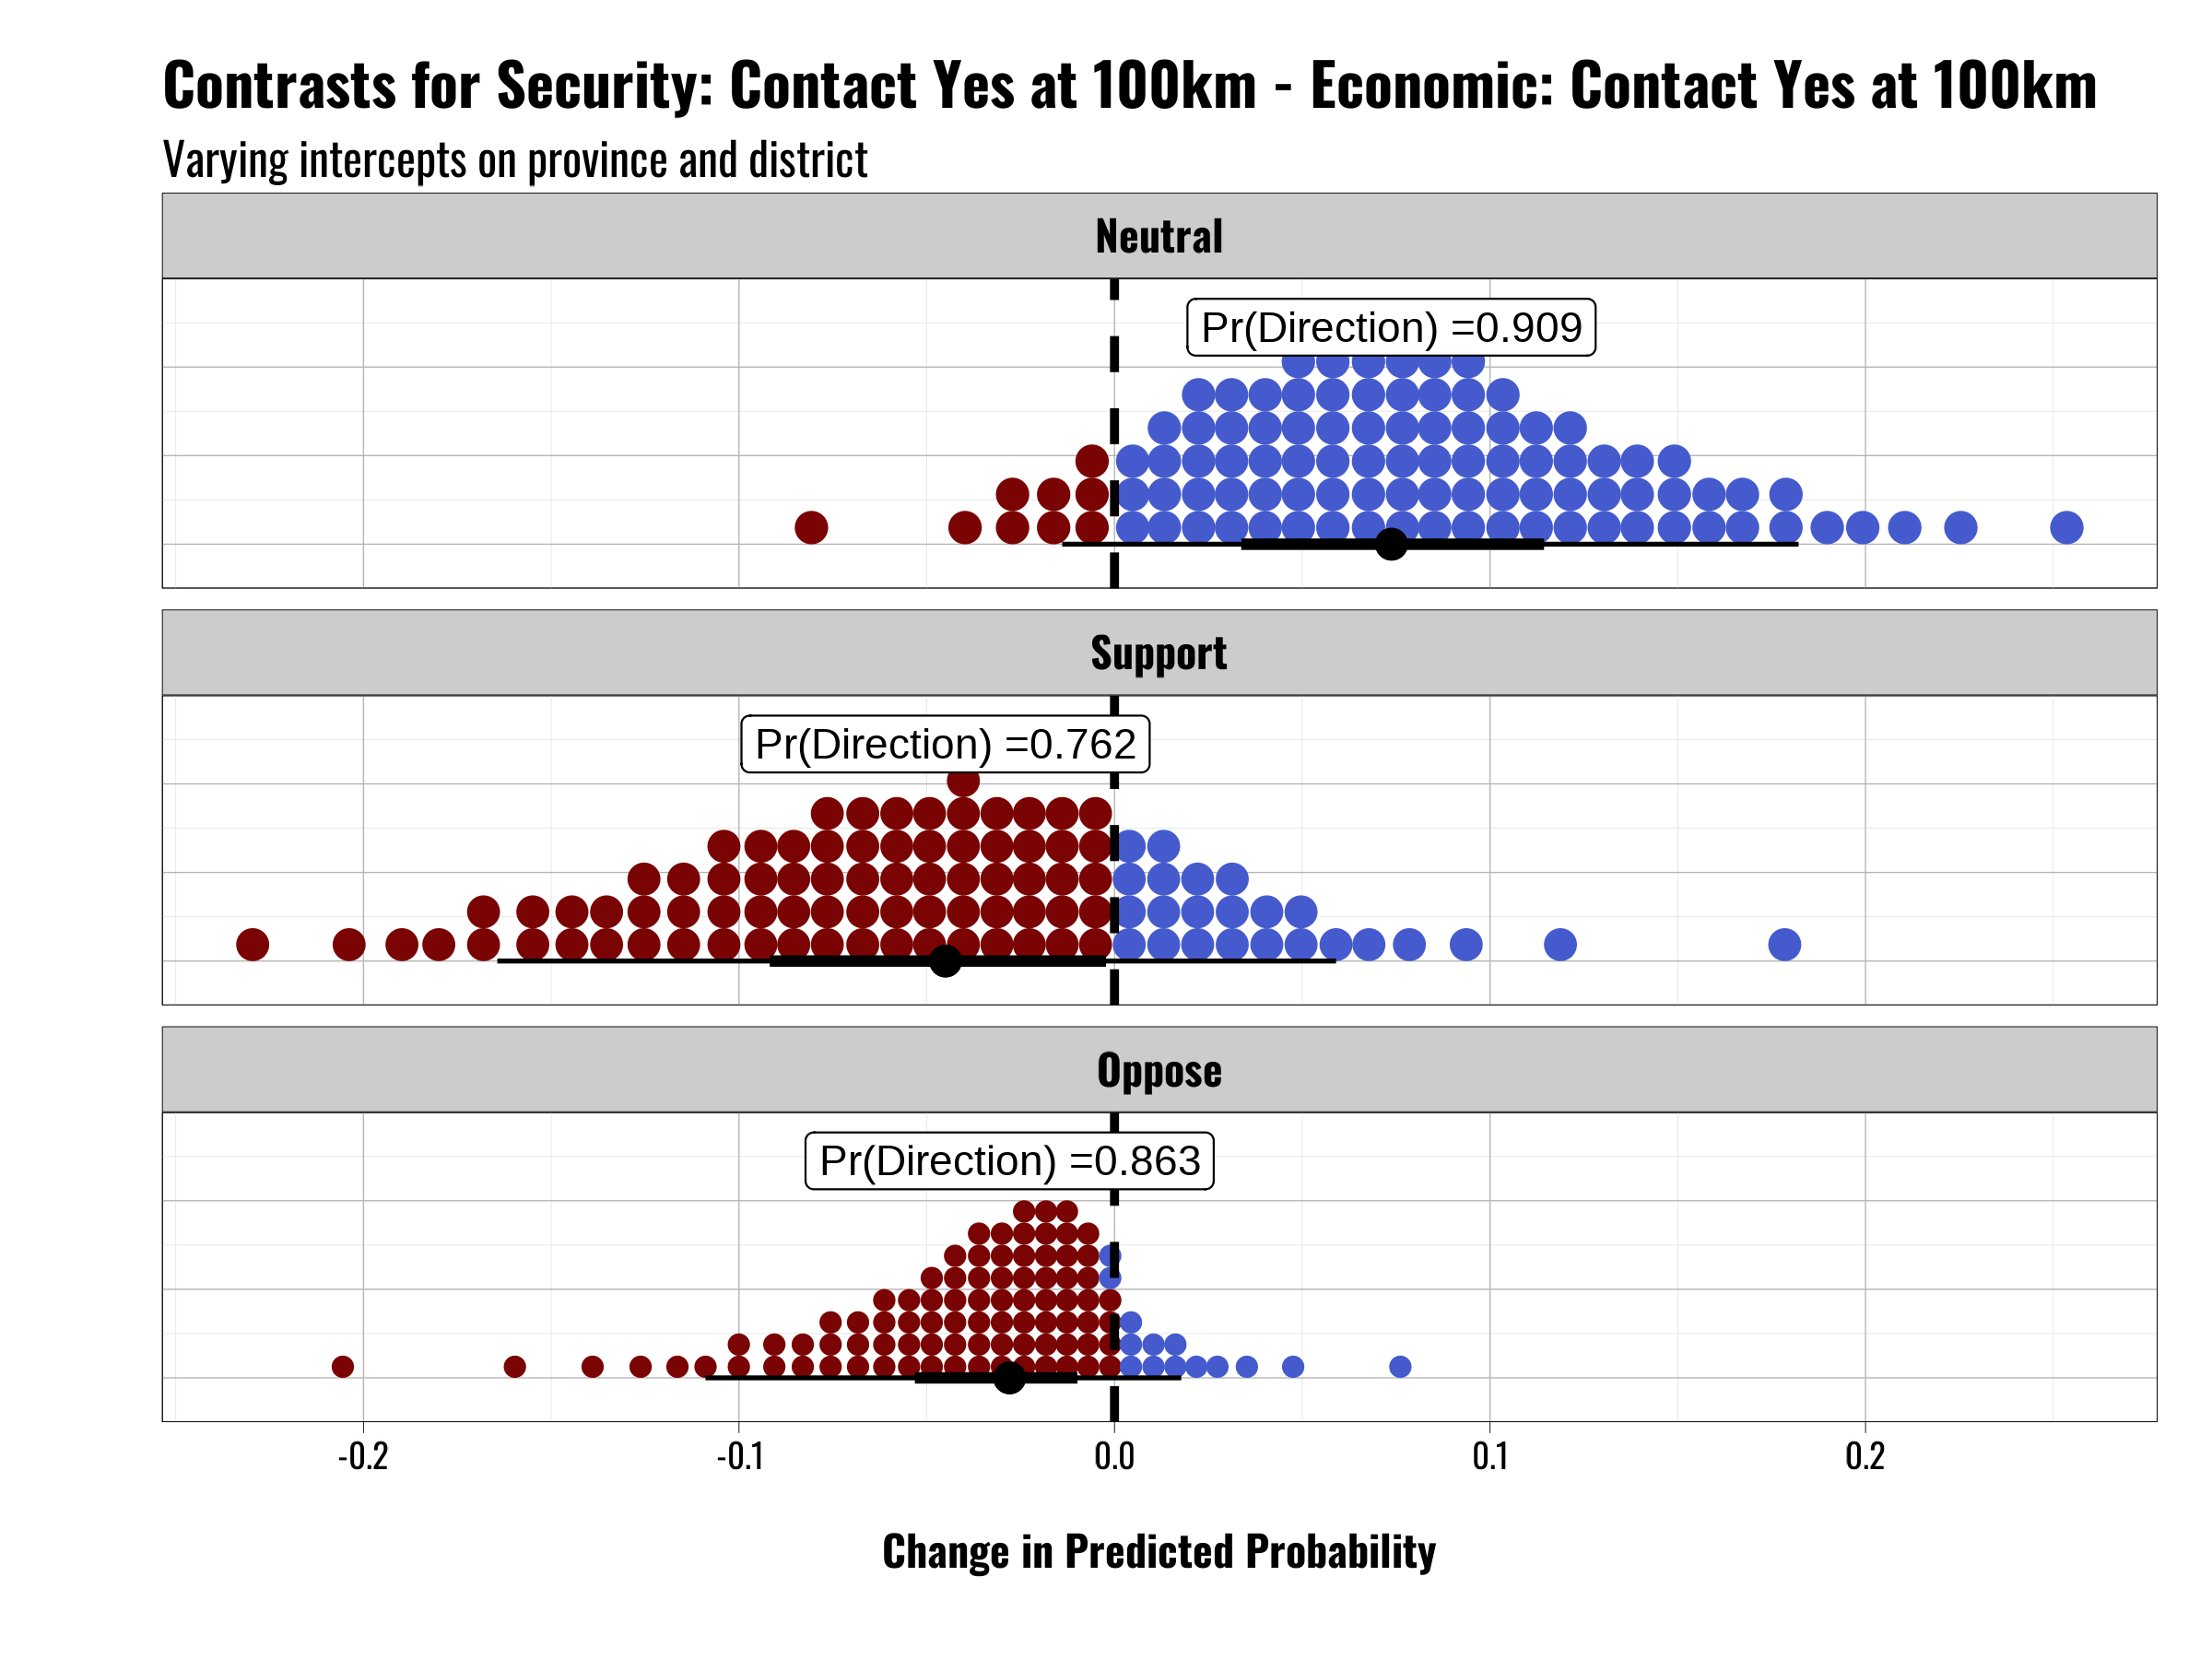 Contrasts for Security: Contact Yes at 100km - Economic: Contact Yes at 100km
Varying intercepts on province and district
Neutral
Pr(Direction) =0.909
Support
Pr(Direction) =0.762
Oppose
Pr(Direction) =0.863
-0.2 -0.1 0.0 0.1 0.2
Change in Predicted Probability